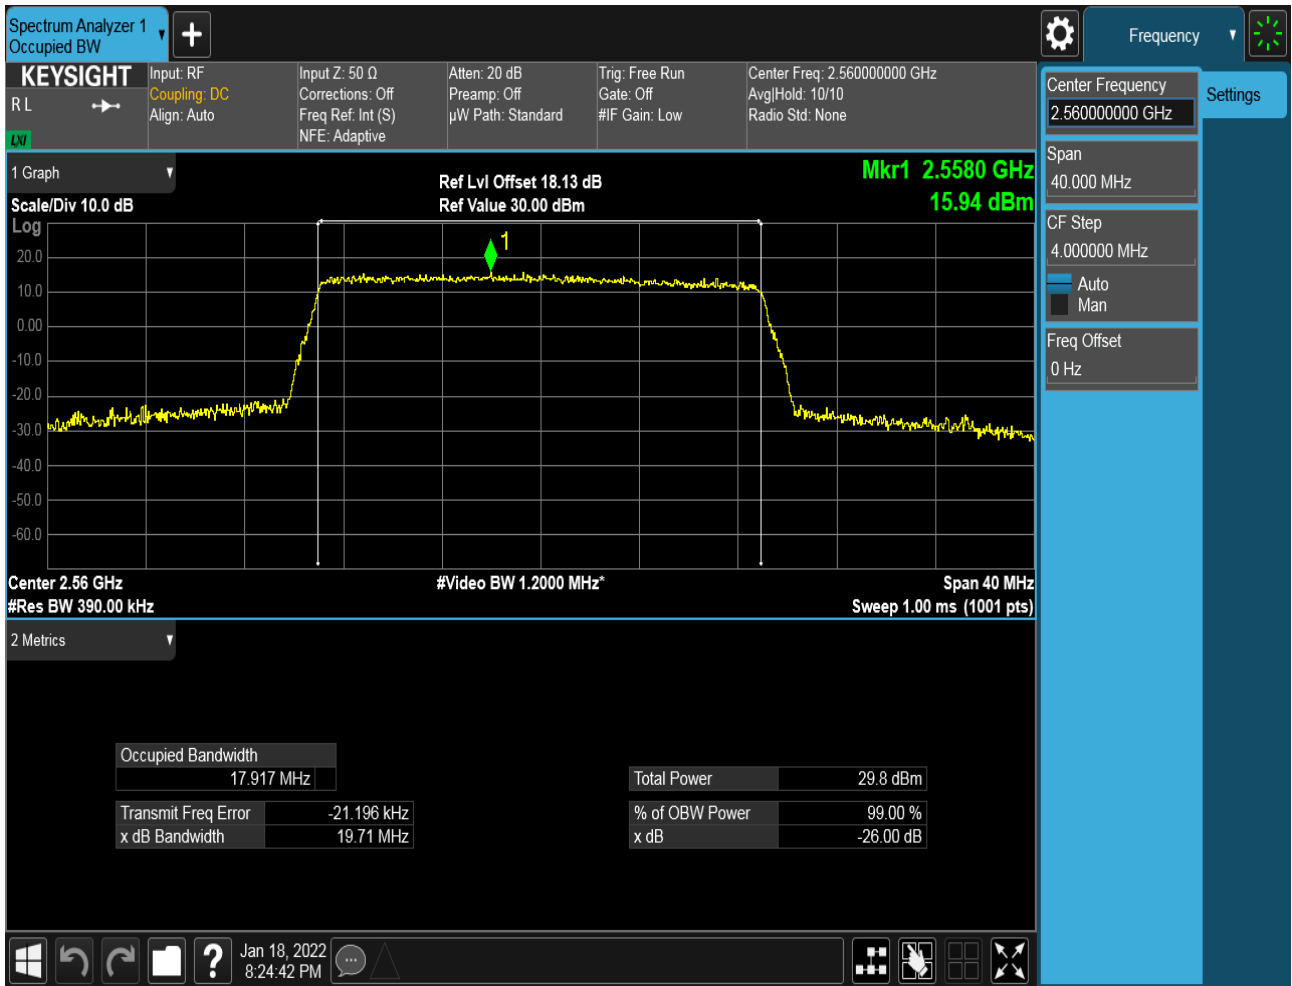 Spectrum Analyzer 1
Occupied BW
Frequency
KEYSIGHT
R L
LXI
Input: RF
Coupling: DC
Align: Auto
Input Z: 50 Ω
Corrections: Off
Freq Ref: Int (S)
NFE: Adaptive
Atten: 20 dB
Preamp: Off
µW Path: Standard
Trig: Free Run
Gate: Off
#IF Gain: Low
Center Freq: 2.560000000 GHz
Avg|Hold: 10/10
Radio Std: None
Center Frequency
2.560000000 GHz
Settings
Span
40.000 MHz
CF Step
4.000000 MHz
Auto
Man
Freq Offset
0 Hz
1 Graph
Scale/Div 10.0 dB
Log
Ref Lvl Offset 18.13 dB
Ref Value 30.00 dBm
Mkr1 2.5580 GHz
15.94 dBm
1
20.0
10.0
0.00
-10.0
-20.0
-30.0
-40.0
-50.0
-60.0
Center 2.56 GHz
#Video BW 1.2000 MHz*
Span 40 MHz
#Res BW 390.00 kHz
Sweep 1.00 ms (1001 pts)
2 Metrics
Occupied Bandwidth
17.917 MHz
Total Power 29.8 dBm
Transmit Freq Error -21.196 kHz
% of OBW Power 99.00 %
x dB Bandwidth 19.71 MHz
x dB -26.00 dB
?
Jan 18, 2022
8:24:42 PM